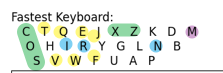 Fastest Keyboard:
C T Q E J X Z K D M
O H I R Y G L N B
S V W F U A P